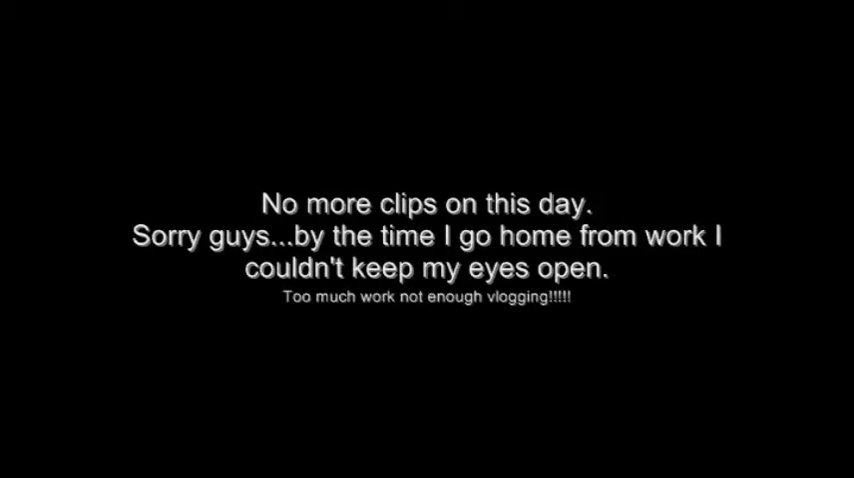 No more clips on this day.
Sorry guys...by the time I go home from work I
couldn't keep my eyes open.
Too much work not enough vlogging!!!!!